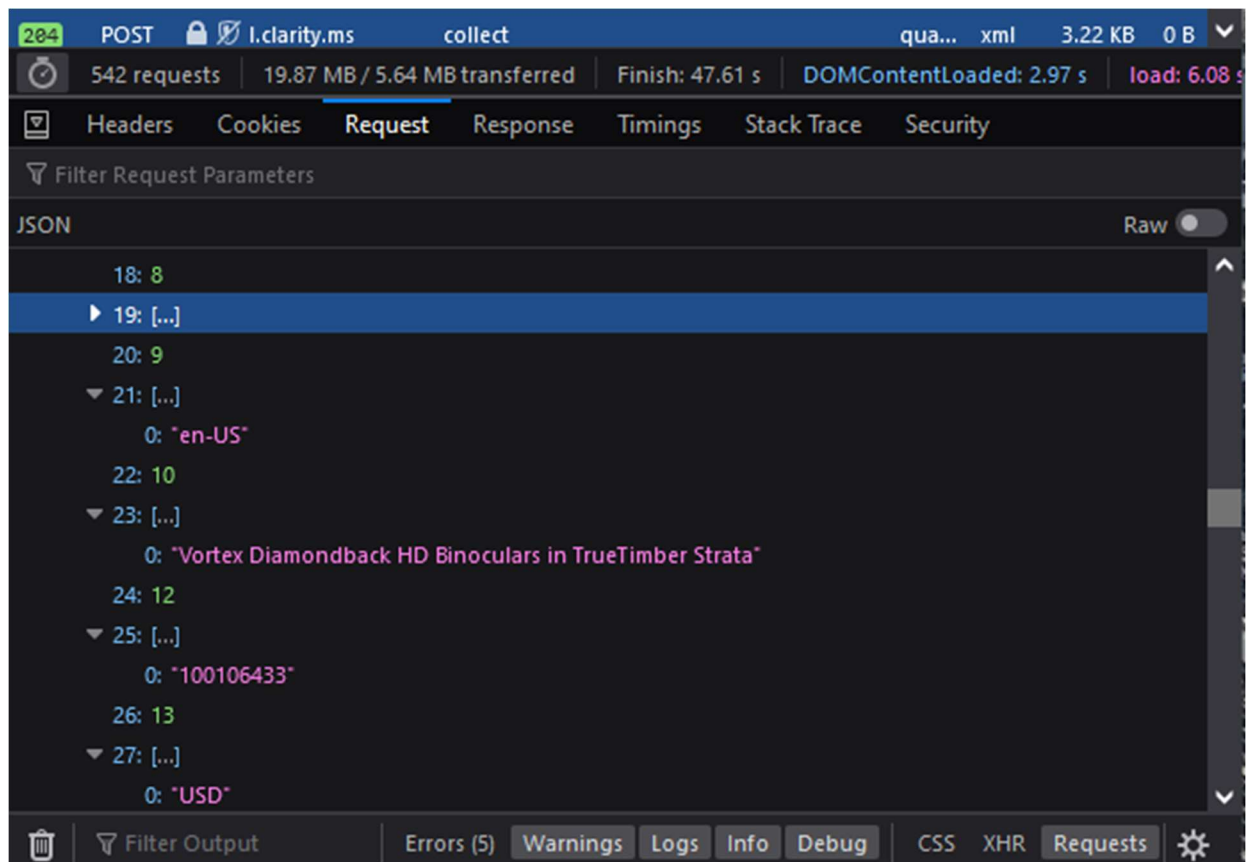 204 POST l.clarity.ms collect qua... xml 3.22 KB 0 B
542 requests 19.87 MB / 5.64 MB transferred Finish: 47.61 s DOMContentLoaded: 2.97 s load: 6.08 s
Headers Cookies Request Response Timings Stack Trace Security
Filter Request Parameters
JSON Raw
18: 8
19: [...]
20: 9
21: [...]
0: "en-US"
22: 10
23: [...]
0: "Vortex Diamondback HD Binoculars in TrueTimber Strata"
24: 12
25: [...]
0: "100106433"
26: 13
27: [...]
0: "USD"
Filter Output Errors (5) Warnings Logs Info Debug CSS XHR Requests